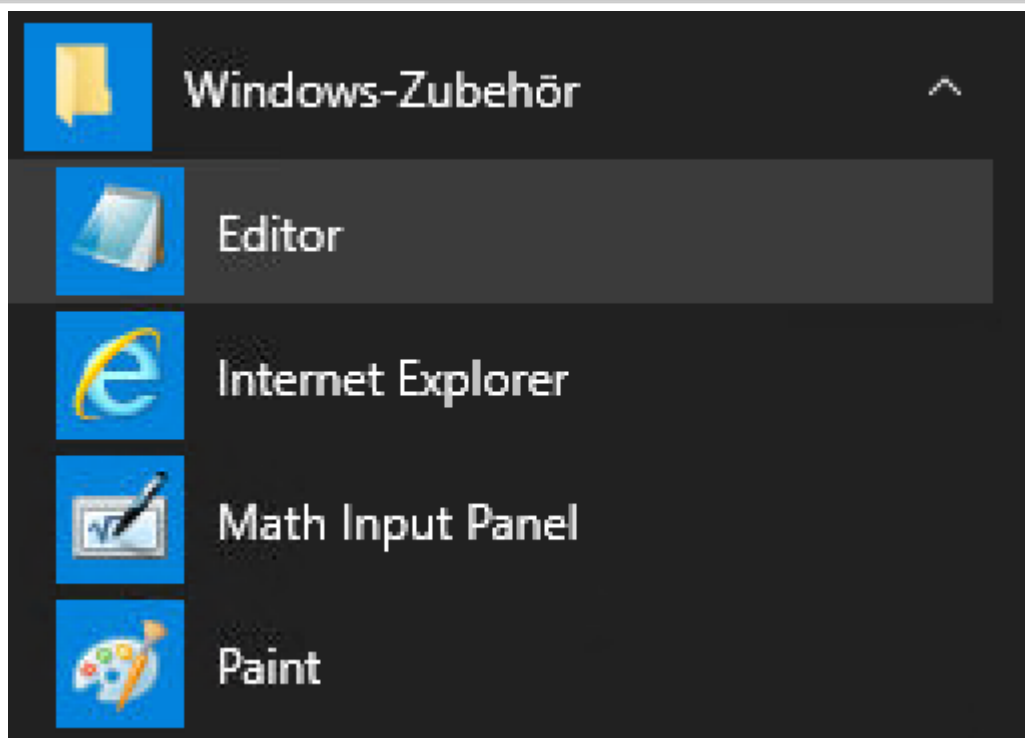 Windows-Zubehör
Editor
Internet Explorer
Math Input Panel
Paint